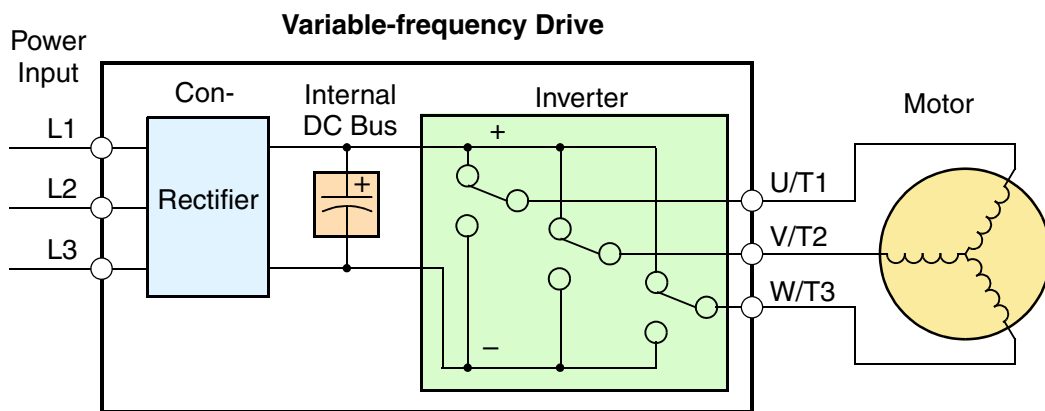 Variable-frequency Drive
Power
Input
Con-
Internal
DC Bus
Inverter
Motor
L1
L2
L3
Rectifier
+
+
–
U/T1
V/T2
W/T3